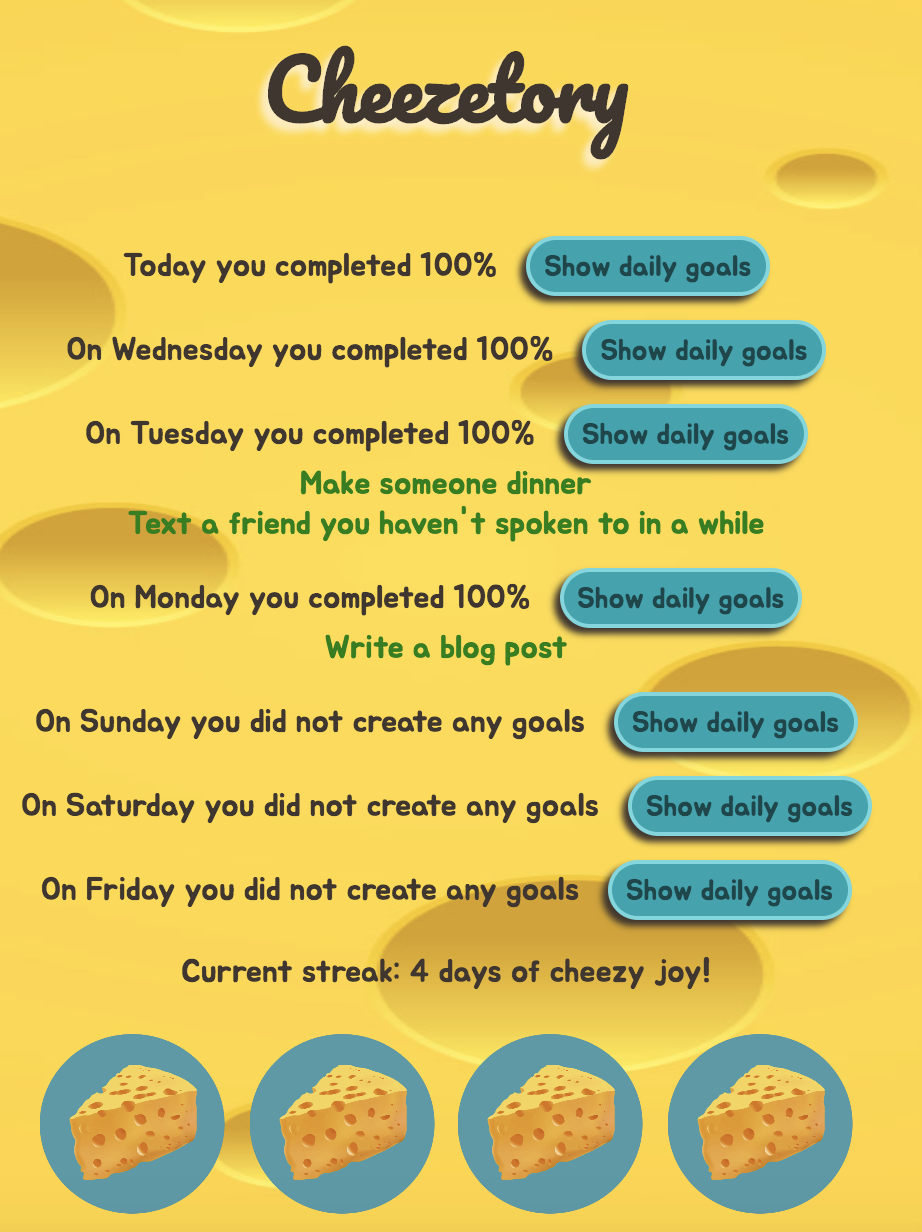 Cheezetory
Today you completed 100% Show daily goals
On Wednesday you completed 100% Show daily goals
On Tuesday you completed 100% Show daily goals
Make someone dinner
Text a friend you haven't spoken to in a while
On Monday you completed 100% Show daily goals
Write a blog post
On Sunday you did not create any goals Show daily goals
On Saturday you did not create any goals Show daily goals
On Friday you did not create any goals Show daily goals
Current streak: 4 days of cheezy joy!